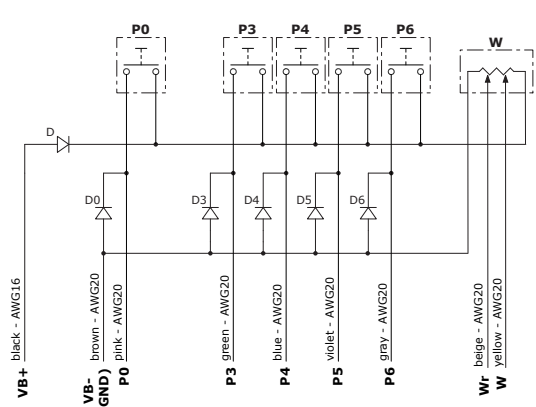 P0
P3
P4
P5
P6
W
D
D0
D3
D4
D5
D6
black - AWG16
brown - AWG20
pink - AWG20
green - AWG20
blue - AWG20
violet - AWG20
gray - AWG20
beige - AWG20
yellow - AWG20
VB+
VB-
GND)
P0
P3
P4
P5
P6
Wr
W